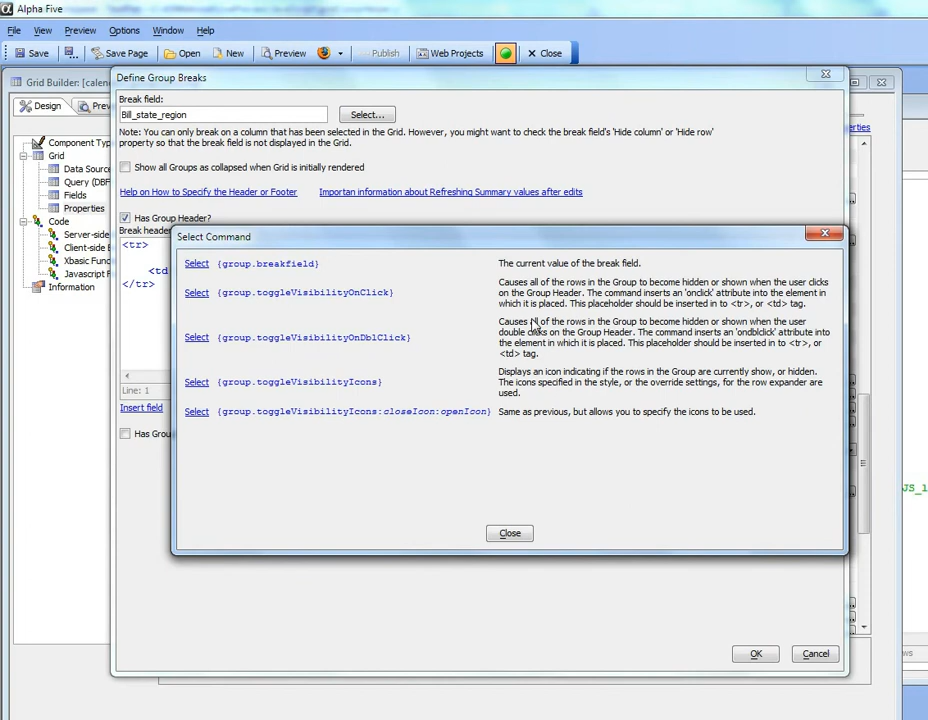 Alpha Five
File View Preview Options Window Help
Save Save Page Open New Preview Publish Web Projects Close
Grid Builder: [calen
Define Group Breaks
Design
Break field:
Bill_state_region
Select...
Note: You can only break on a column that has been selected in the Grid. However, you might want to check the break field's 'Hide column' or 'Hide row'
property so that the break field is not displayed in the Grid.
Show all Groups as collapsed when Grid is initially rendered
Help on How to Specify the Header or Footer
Importan information about Refreshing Summary values after edits
Has Group Header?
Break heade
<tr>
<td
</tr>
Line: 1
Insert field
Has Grou
Component Typ
Grid
Data Source
Query (DBF
Fields
Properties
Code
Server-side
Client-side E
Xbasic Func
Javascript F
Information
Select Command
Select {group.breakfield}
The current value of the break field.
Select {group.toggleVisibilityOnClick}
Causes all of the rows in the Group to become hidden or shown when the user clicks
on the Group Header. The command inserts an 'onclick' attribute into the element in
which it is placed. This placeholder should be inserted in to <tr>, or <td> tag.
Select {group.toggleVisibilityOnDblClick}
Causes all of the rows in the Group to become hidden or shown when the user
double clicks on the Group Header. The command inserts an 'ondblclick' attribute into
the element in which it is placed. This placeholder should be inserted in to <tr>, or
<td> tag.
Select {group.toggleVisibilityIcons}
Displays an icon indicating if the rows in the Group are currently show, or hidden.
The icons specified in the style, or the override settings, for the row expander are
used.
Select {group.toggleVisibilityIcons:closeIcon:openIcon}
Same as previous, but allows you to specify the icons to be used.
Close
OK
Cancel
perties
JS_1
ws